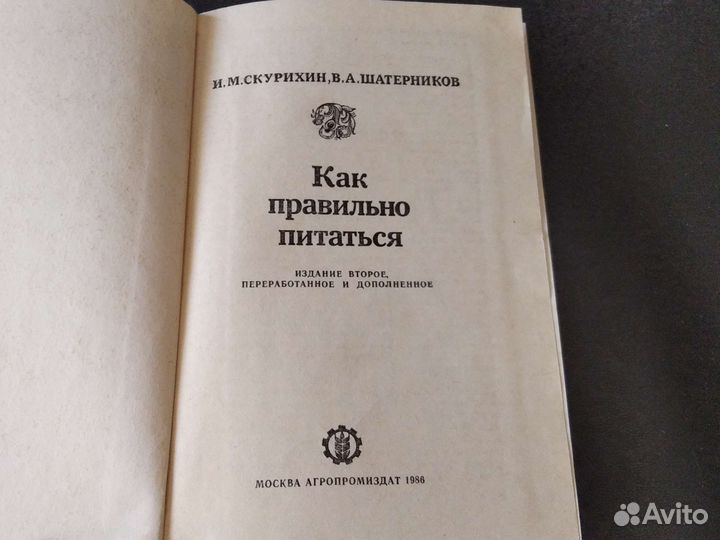 И.М.СКУРИХИН, В.А.ШАТЕРНИКОВ
Как
правильно
питаться
ИЗДАНИЕ ВТОРОЕ,
ПЕРЕРАБОТАННОЕ И ДОПОЛНЕННОЕ
МОСКВА АГРОПРОМИЗДАТ 1986
Avito